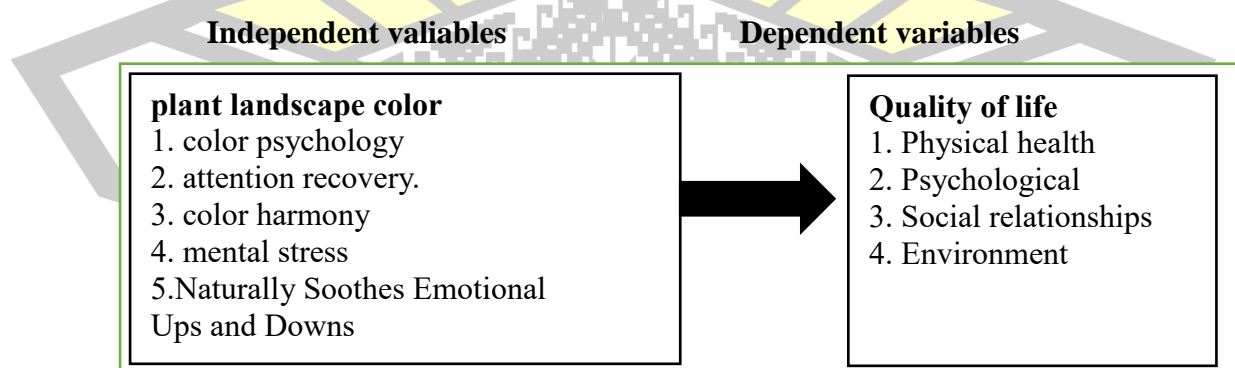 Independent valiables
Dependent variables
plant landscape color
1. color psychology
2. attention recovery.
3. color harmony
4. mental stress
5.Naturally Soothes Emotional
Ups and Downs
Quality of life
1. Physical health
2. Psychological
3. Social relationships
4. Environment